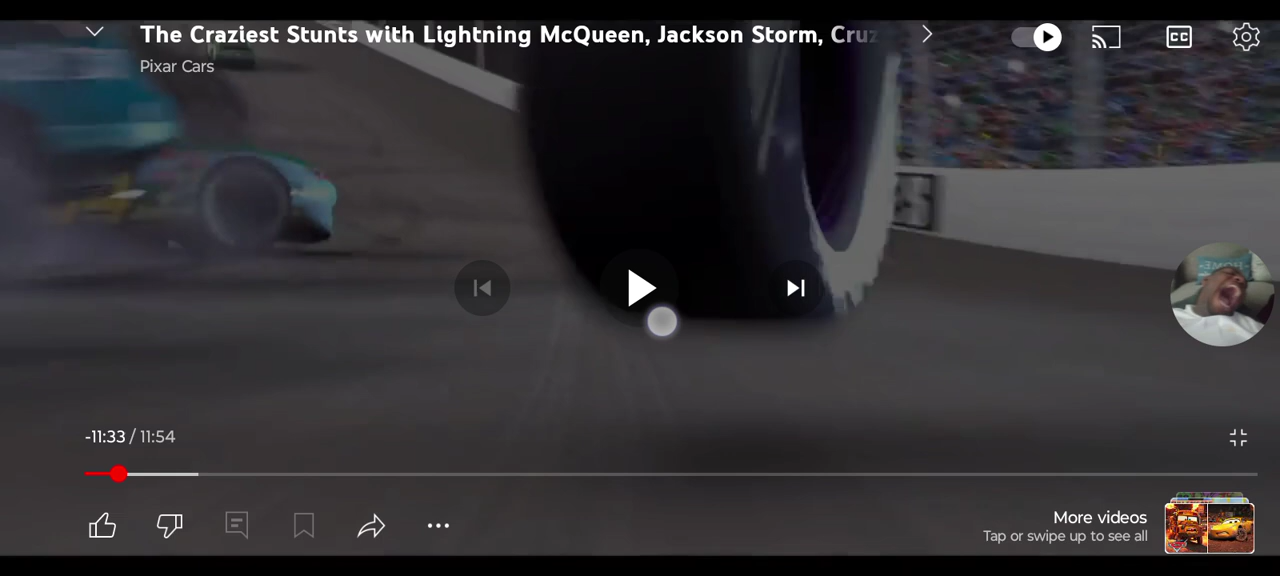 The Craziest Stunts with Lightning McQueen, Jackson Storm, Cruz
Pixar Cars
CC
-11:33 / 11:54
More videos
Tap or swipe up to see all